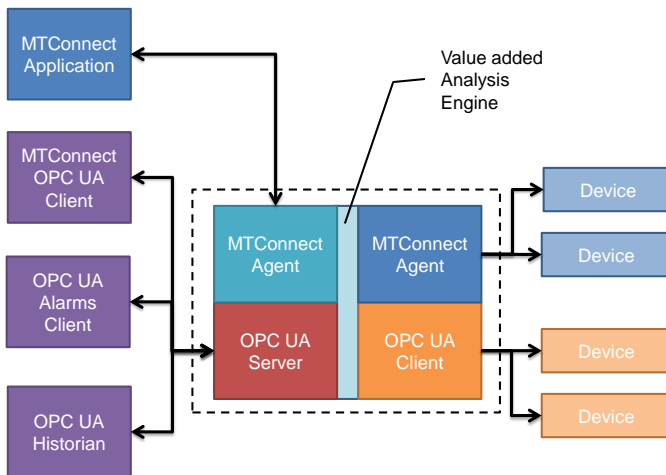 MTConnect
Application
Value added
Analysis
Engine
MTConnect
OPC UA
Client
Device
MTConnect
Agent
MTConnect
Agent
Device
OPC UA
Alarms
Client
OPC UA
Server
OPC UA
Client
Device
Device
OPC UA
Historian